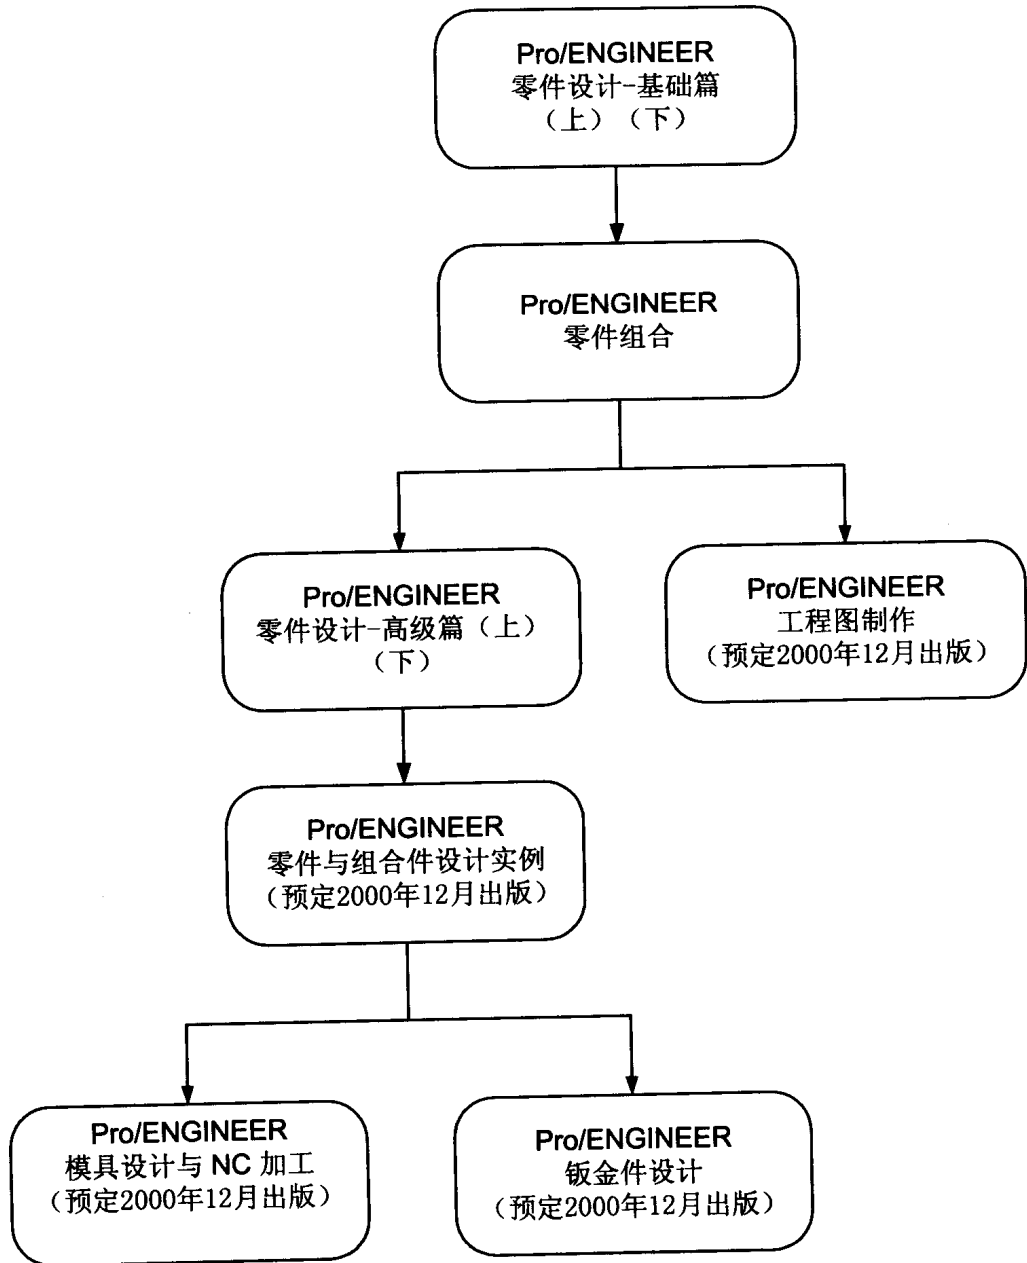 Pro/ENGINEER
零件设计-基础篇
（上）（下）
Pro/ENGINEER
零件组合
Pro/ENGINEER
零件设计-高级篇（上）
（下）
Pro/ENGINEER
工程图制作
（预定2000年12月出版）
Pro/ENGINEER
零件与组合件设计实例
（预定2000年12月出版）
Pro/ENGINEER
模具设计与 NC 加工
（预定2000年12月出版）
Pro/ENGINEER
钣金件设计
（预定2000年12月出版）